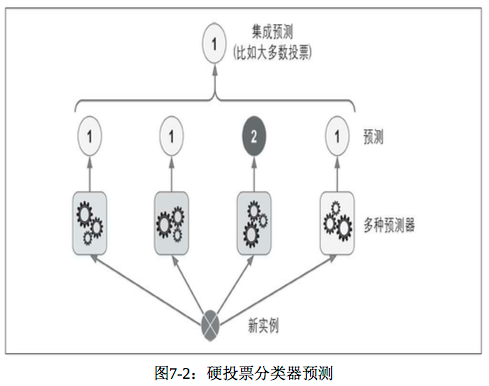 集成预测
1
(比如大多数投票)
1 1 2 1 预测
多种预测器
新实例
图7-2：硬投票分类器预测